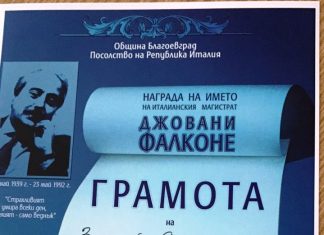 Община Благоевград
Посолство на Република Италия
НАГРАДА НА ИМЕТО
НА ИТАЛИАНСКИЯ МАГИСТРАТ
ДЖОВАНИ
ФАЛКОНЕ
май 1939 г. - 23 май 1992 г.
"Страхливият
умира всеки ден,
само веднъж"
ГРАМОТА
на